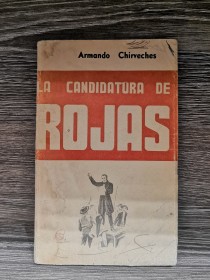 Armando Chirveches
LA CANDIDATURA DE
ROJAS